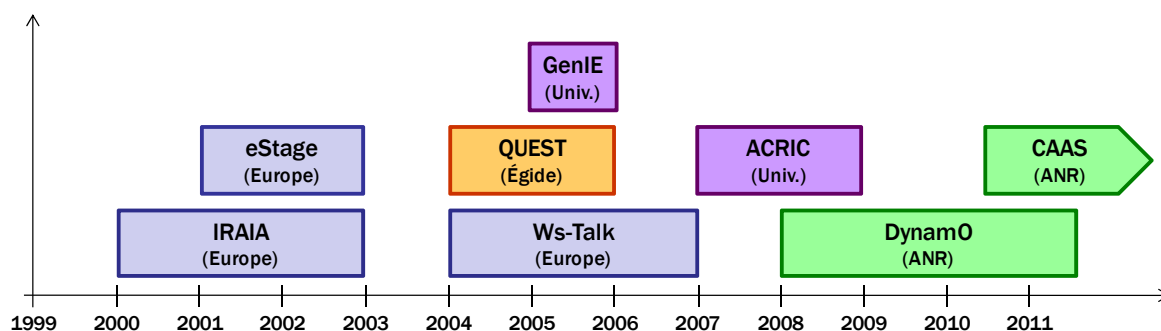 GenIE
(Univ.)
eStage
(Europe)
QUEST
(Égide)
ACRIC
(Univ.)
CAAS
(ANR)
IRAIA
(Europe)
Ws-Talk
(Europe)
DynamO
(ANR)
1999 2000 2001 2002 2003 2004 2005 2006 2007 2008 2009 2010 2011